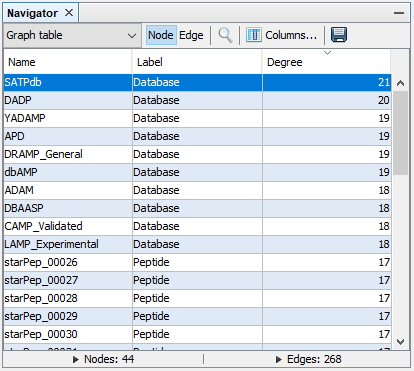 Navigator
Graph table Node Edge Columns...
Name Label Degree
SATPdb Database 21
DADP Database 20
YADAMP Database 19
APD Database 19
DRAMP_General Database 19
dbAMP Database 19
ADAM Database 18
DBAASP Database 18
CAMP_Validated Database 18
LAMP_Experimental Database 18
starPep_00026 Peptide 17
starPep_00027 Peptide 17
starPep_00028 Peptide 17
starPep_00029 Peptide 17
starPep_00030 Peptide 17
Nodes: 44 Edges: 268